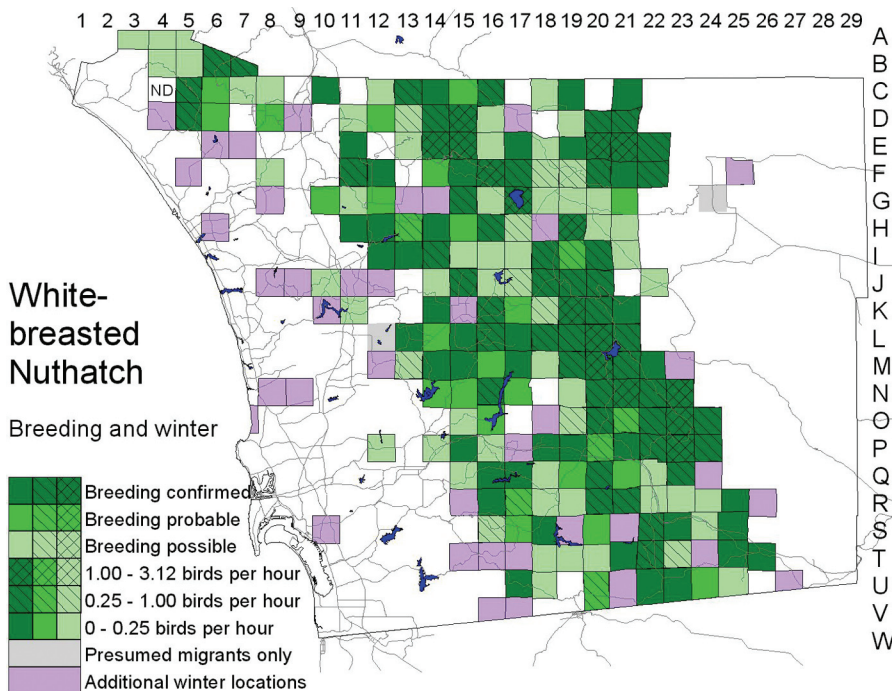 1 2 3 4 5 6 7 8 9 10 11 12 13 14 15 16 17 18 19 20 21 22 23 24 25 26 27 28 29
A
B
C
D
E
F
G
H
I
J
K
L
M
N
O
P
Q
R
S
T
U
V
W
ND
White-
breasted
Nuthatch
Breeding and winter
Breeding confirmed
Breeding probable
Breeding possible
1.00 - 3.12 birds per hour
0.25 - 1.00 birds per hour
0 - 0.25 birds per hour
Presumed migrants only
Additional winter locations